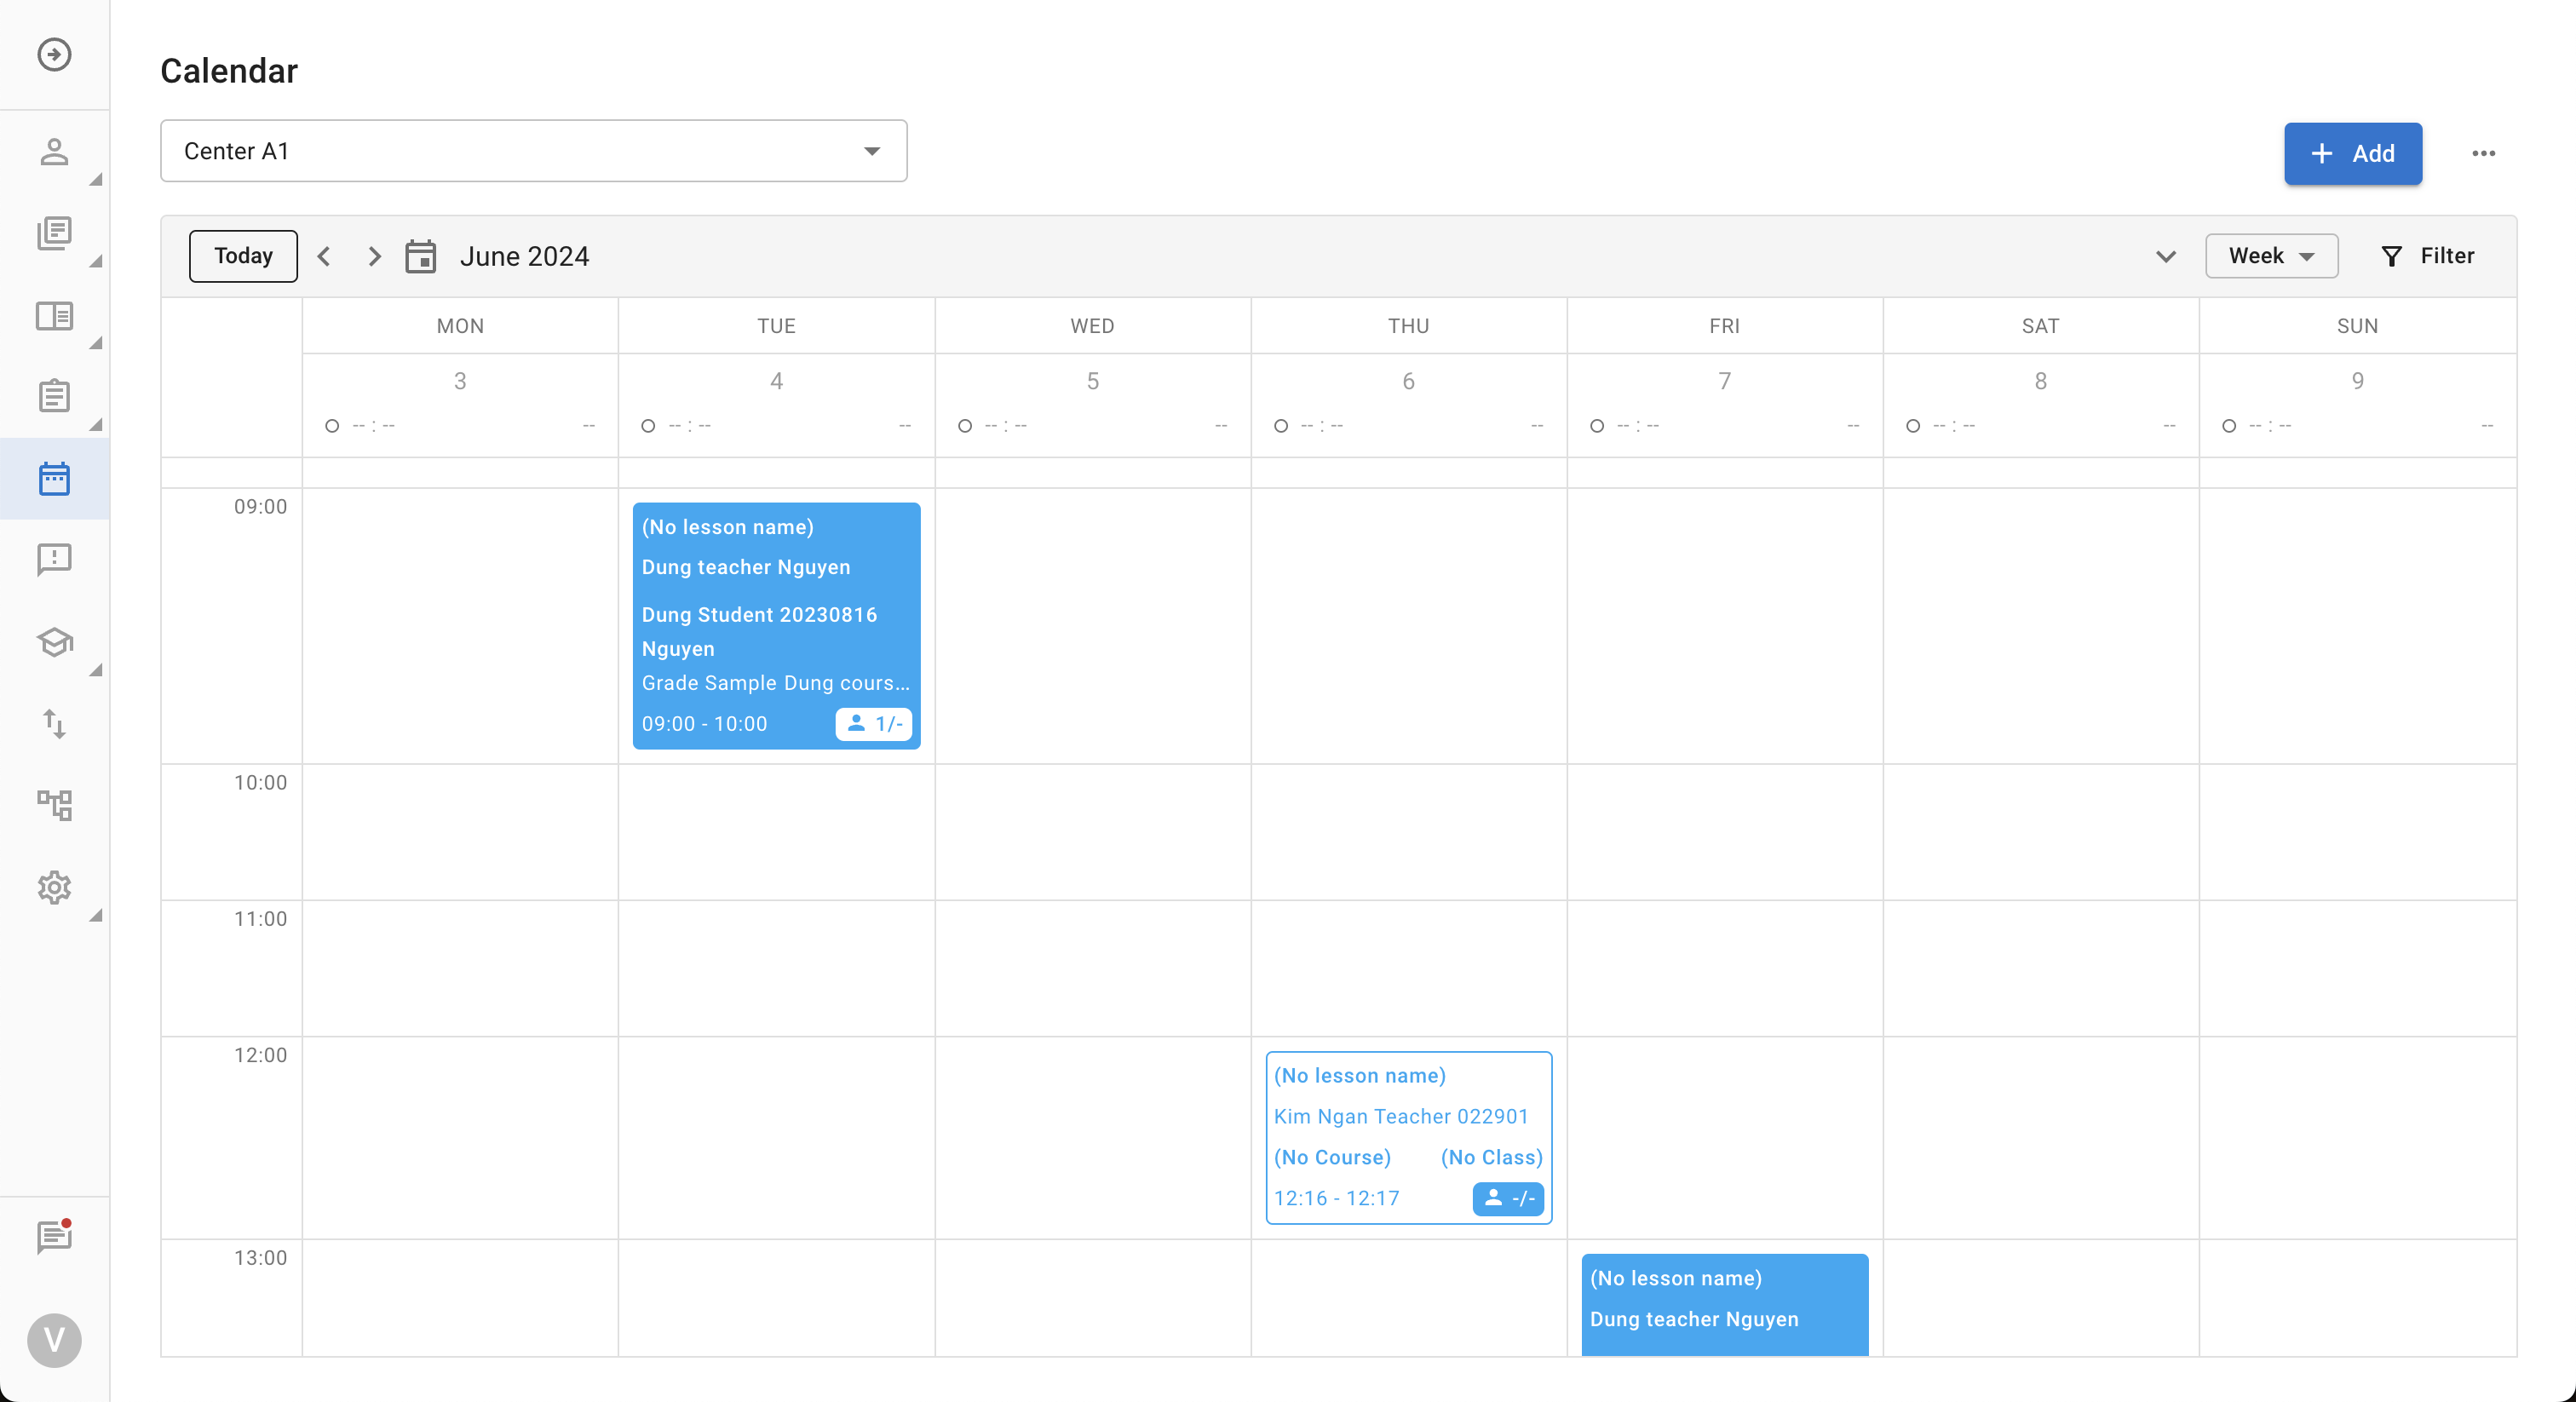 Calendar
Center A1
Add
Today
June 2024
Week
Filter
MON TUE WED THU FRI SAT SUN
3 4 5 6 7 8 9
-- : -- -- -- : -- -- -- : -- -- -- : -- -- -- : -- -- -- : -- -- -- : -- --
09:00
(No lesson name)
Dung teacher Nguyen
Dung Student 20230816
Nguyen
Grade Sample Dung cours...
09:00 - 10:00 1/-
10:00
11:00
12:00
(No lesson name)
Kim Ngan Teacher 022901
(No Course) (No Class)
12:16 - 12:17 -/-
13:00
(No lesson name)
Dung teacher Nguyen
V